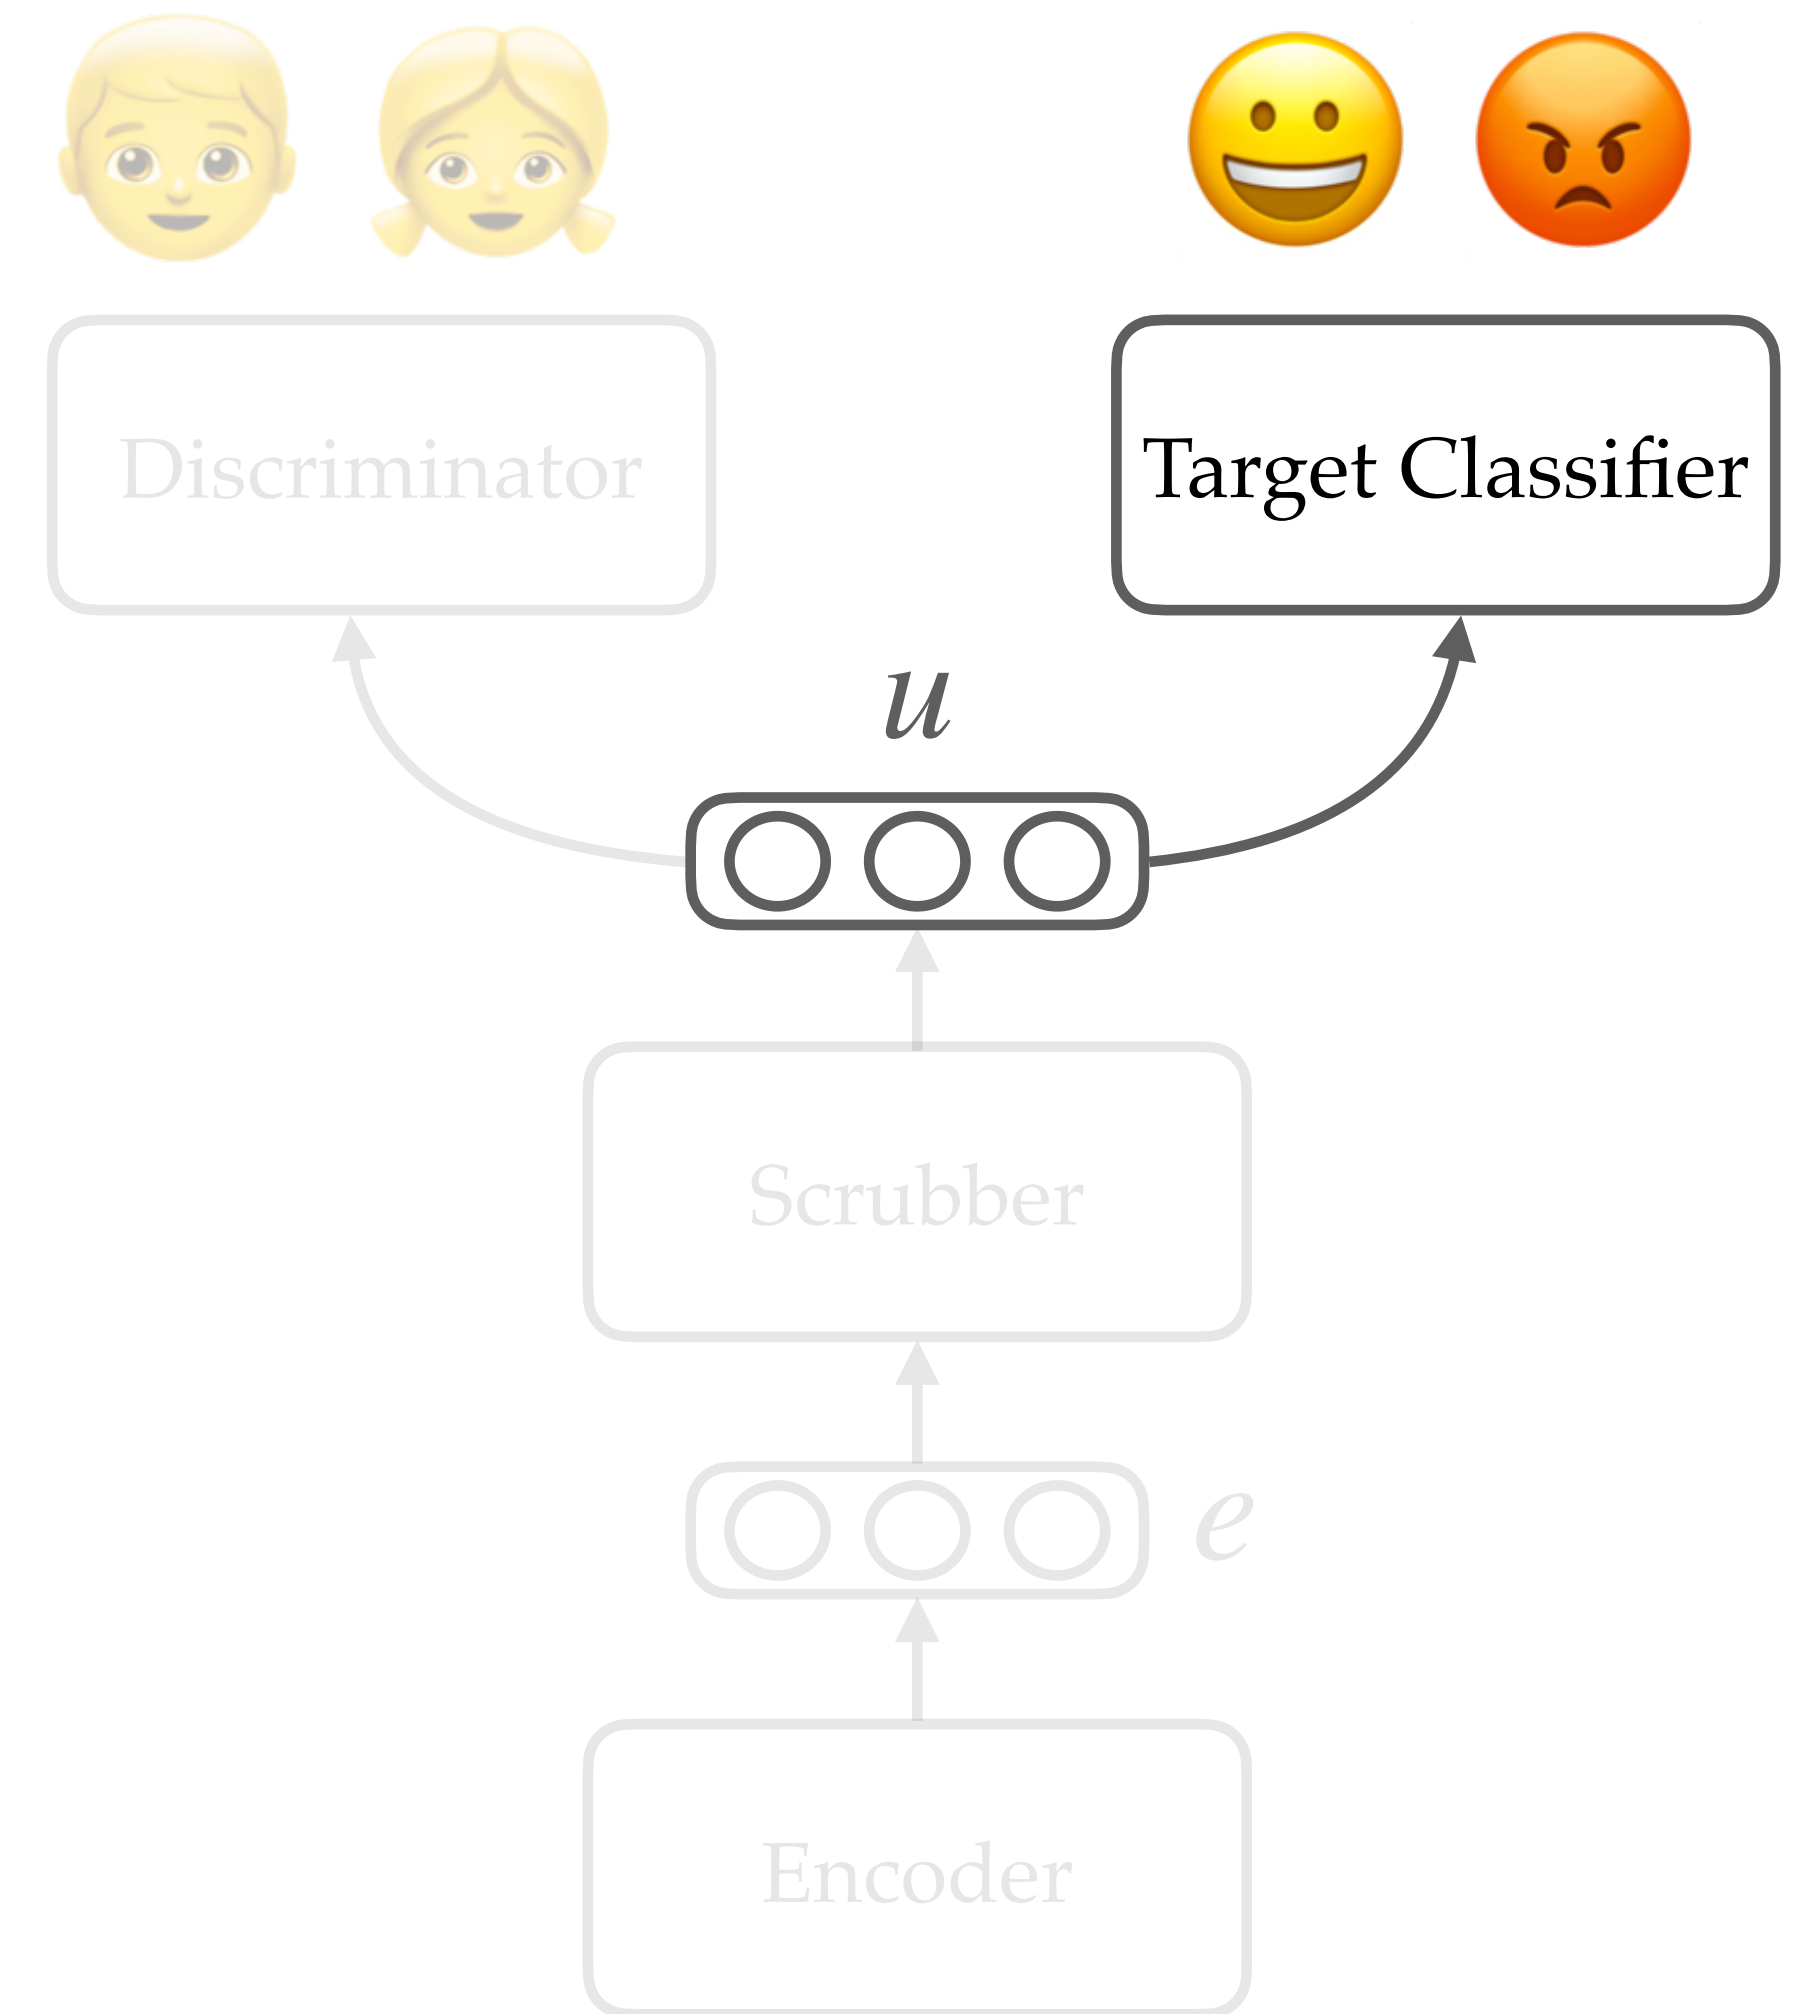 Discriminator
Target Classifier
u
Scrubber
e
Encoder